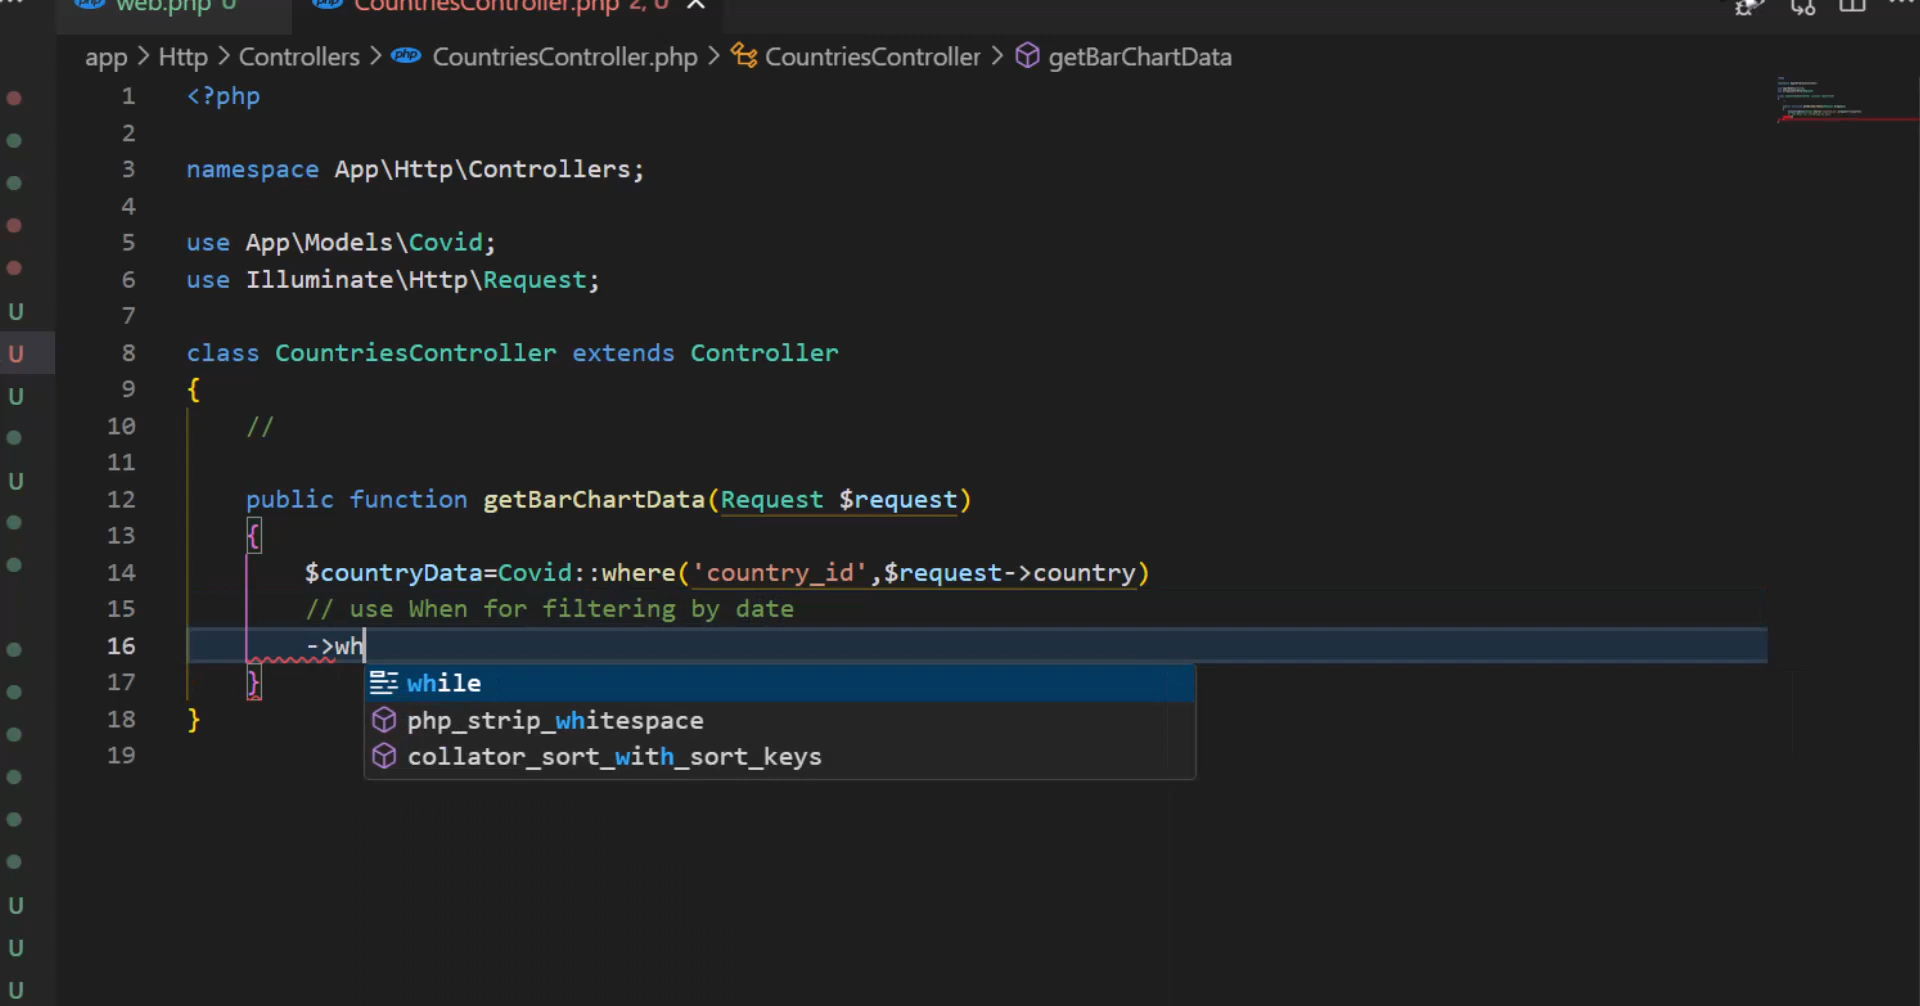 web.php U
CountriesController.php 2, U
app > Http > Controllers > php CountriesController.php > CountriesController > getBarChartData
1 <?php
2
3 namespace App\Http\Controllers;
4
5 use App\Models\Covid;
6 use Illuminate\Http\Request;
7
8 class CountriesController extends Controller
9 {
10 //
11
12 public function getBarChartData(Request $request)
13 {
14 $countryData=Covid::where('country_id',$request->country)
15 // use When for filtering by date
16 ->wh
17 }
18 }
19
while
php_strip_whitespace
collator_sort_with_sort_keys
U
U
U
U
U
U
U